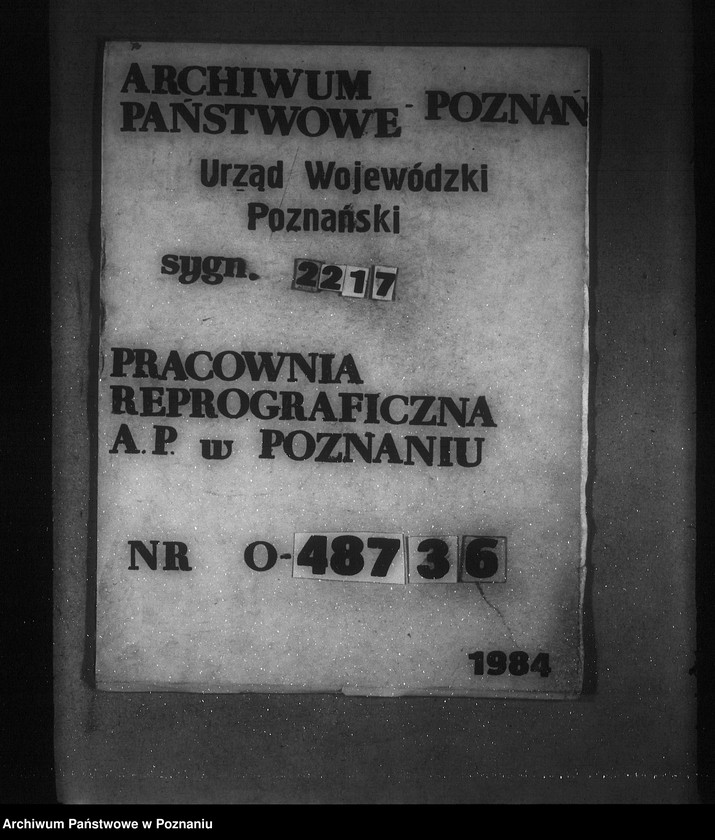 ARCHIWUM
PAŃSTWOWE - POZNAŃ
Urząd Wojewódzki
Poznański
sygn. 2217
PRACOWNIA
REPROGRAFICZNA
A.P. w POZNANIU
NR O-48736
1984
Archiwum Państwowe w Poznaniu